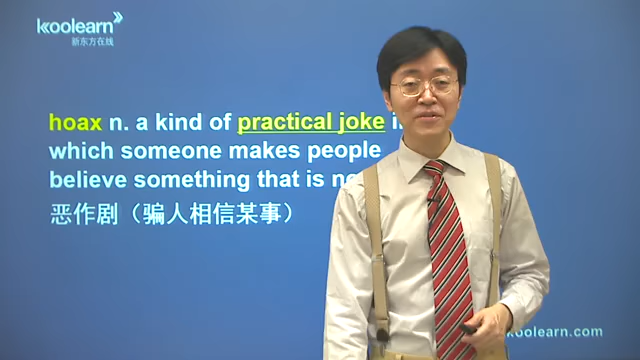 koolearn
新东方在线
hoax n. a kind of practical joke
which someone makes people
believe something that is
恶作剧（骗人相信某事）
koolearn.com